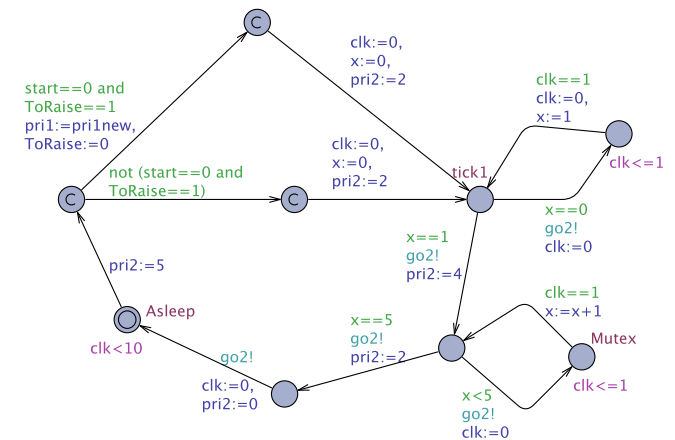 C
clk:=0,
x:=0,
pri2:=2
start==0 and
ToRaise==1
pri1:=pri1new,
ToRaise:=0
clk==1
clk:=0,
x:=1
clk<=1
not (start==0 and
ToRaise==1)
clk:=0,
x:=0,
pri2:=2
tick1
C
C
x==0
go2!
clk:=0
x==1
go2!
pri2:=4
pri2:=5
Asleep
clk<10
x==5
go2!
pri2:=2
clk==1
x:=x+1
Mutex
clk<=1
go2!
clk:=0,
pri2:=0
x<5
go2!
clk:=0